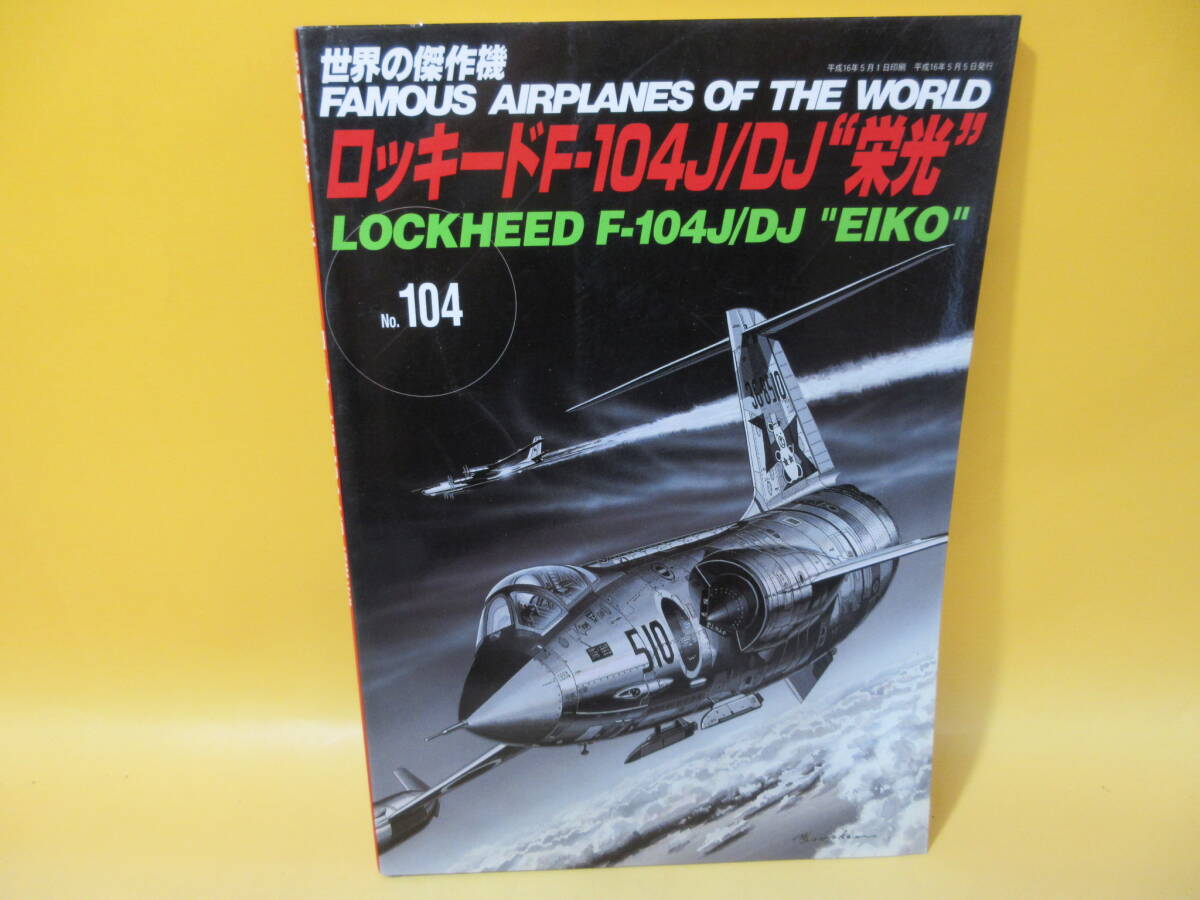 世界の傑作機
平成16年5月1日印刷 平成16年5月5日発行
FAMOUS AIRPLANES OF THE WORLD
ロッキードF-104J/DJ“栄光”
LOCKHEED F-104J/DJ "EIKO"
No. 104
36-8510
510